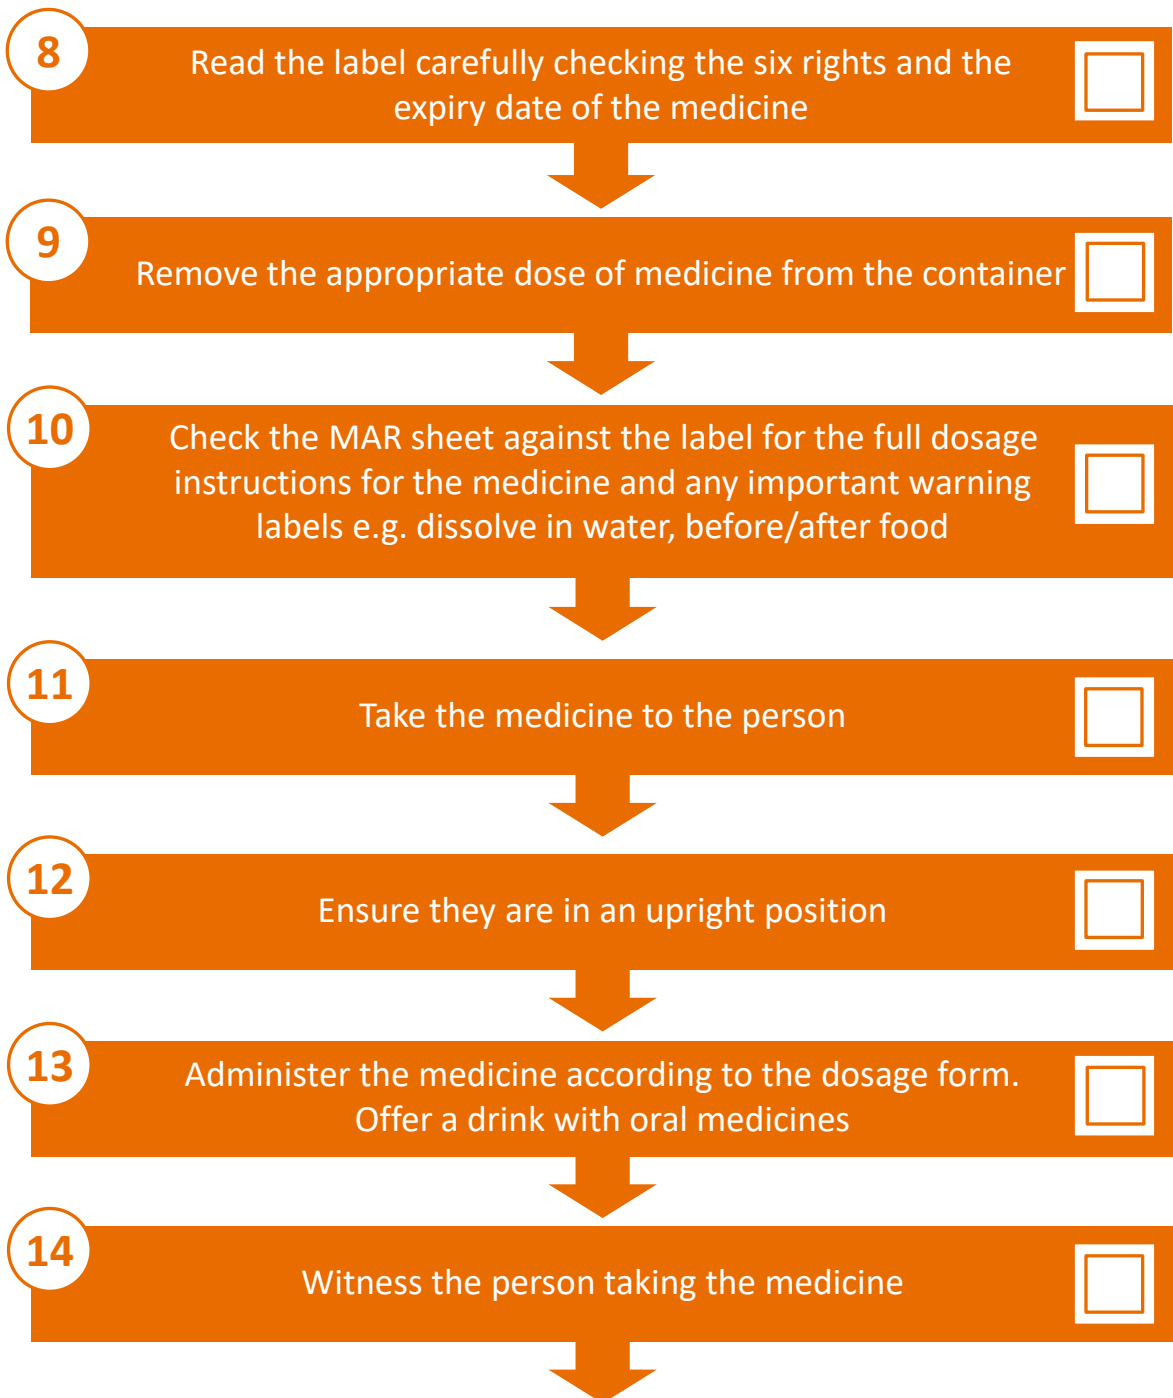 8
Read the label carefully checking the six rights and the
expiry date of the medicine
9
Remove the appropriate dose of medicine from the container
10
Check the MAR sheet against the label for the full dosage
instructions for the medicine and any important warning
labels e.g. dissolve in water, before/after food
11
Take the medicine to the person
12
Ensure they are in an upright position
13
Administer the medicine according to the dosage form.
Offer a drink with oral medicines
14
Witness the person taking the medicine